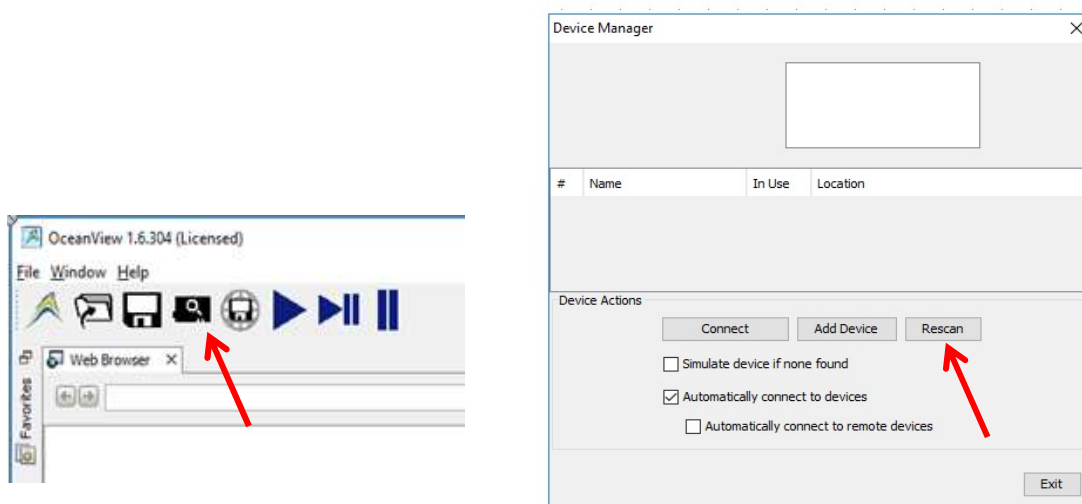 OceanView 1.6.304 (Licensed)
File Window Help
Web Browser
Favorites
Device Manager
# Name In Use Location
Device Actions
Connect Add Device Rescan
Simulate device if none found
Automatically connect to devices
Automatically connect to remote devices
Exit